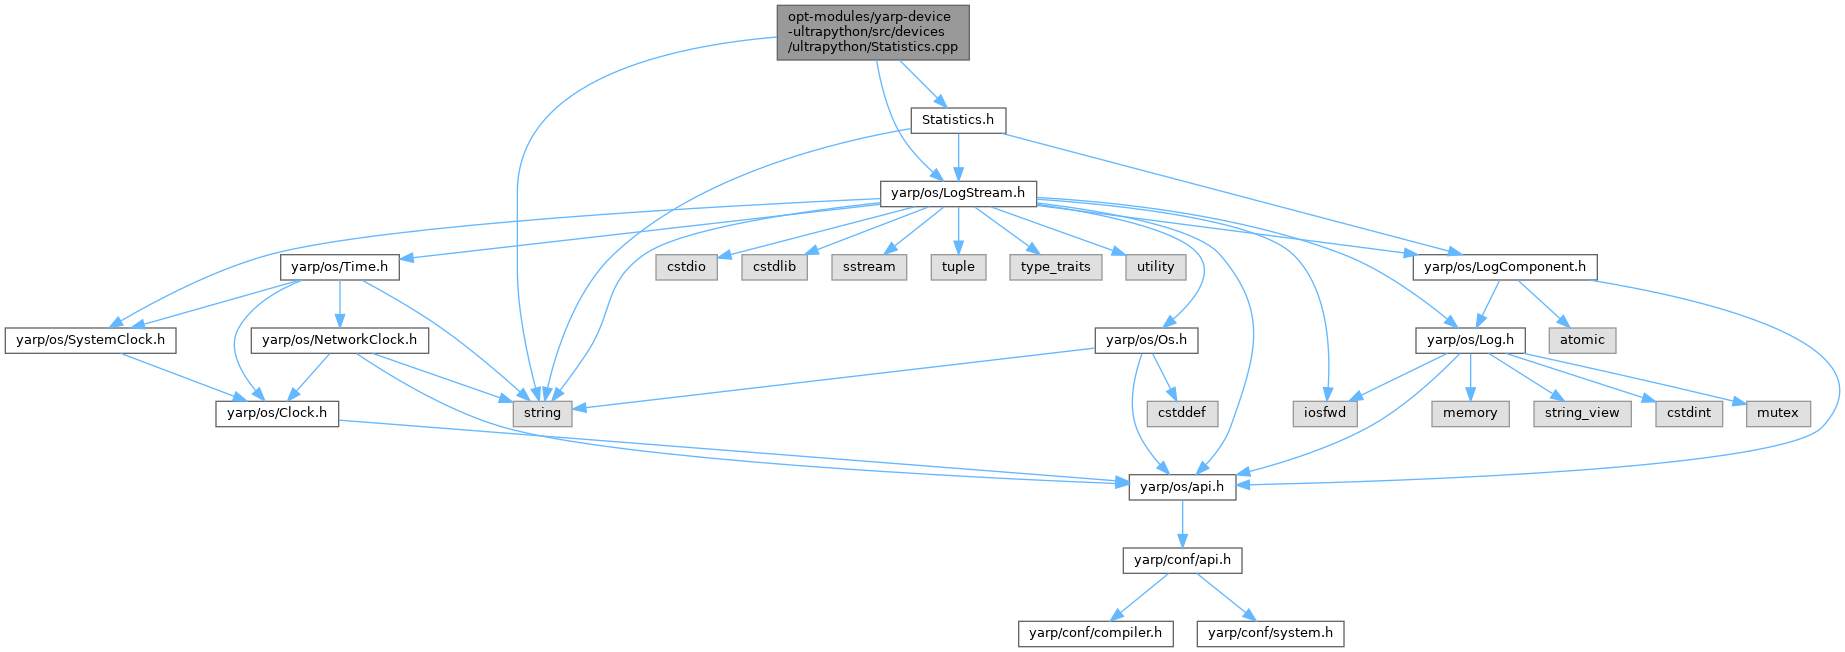 opt-modules/yarp-device
-ultrapython/src/devices
/ultrapython/Statistics.cpp
Statistics.h
yarp/os/LogStream.h
yarp/os/Time.h
cstdio
cstdlib
sstream
tuple
type_traits
utility
yarp/os/LogComponent.h
yarp/os/SystemClock.h
yarp/os/NetworkClock.h
yarp/os/Os.h
yarp/os/Log.h
atomic
yarp/os/Clock.h
string
cstddef
iosfwd
memory
string_view
cstdint
mutex
yarp/os/api.h
yarp/conf/api.h
yarp/conf/compiler.h
yarp/conf/system.h